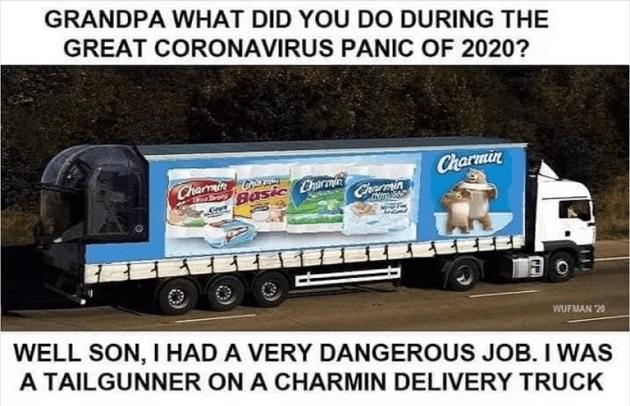 GRANDPA WHAT DID YOU DO DURING THE
GREAT CORONAVIRUS PANIC OF 2020?
Charmin
Charmin
Charmin
Basic
Charmin
Charmin
WUFMAN '20
WELL SON, I HAD A VERY DANGEROUS JOB. I WAS
A TAILGUNNER ON A CHARMIN DELIVERY TRUCK